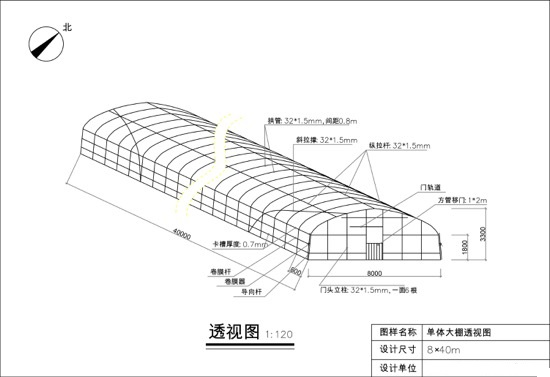 北
拱管: 32*1.5mm, 间距0.8m
斜拉撑: 32*1.5mm
纵拉杆: 32*1.5mm
门轨道
方管移门: 1*2m
卡槽厚度: 0.7mm
40000
卷膜杆
卷膜器
导向杆
800
8000
1800
3300
门头立柱: 32*1.5mm, 一面6根
透视图 1:120
图样名称 单体大棚透视图
设计尺寸 8×40m
设计单位